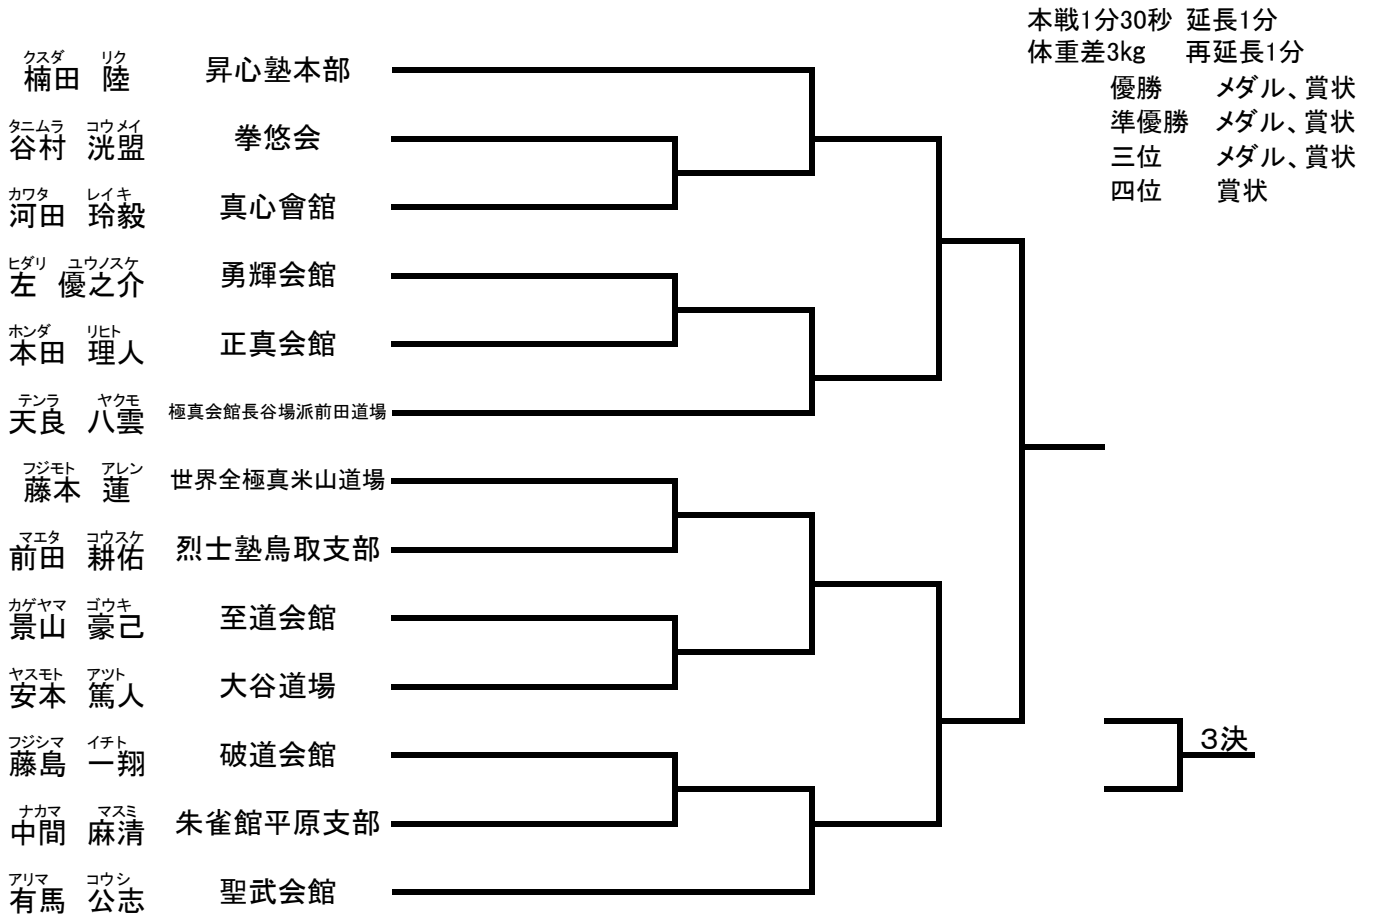 本戦1分30秒 延長1分
体重差3kg 再延長1分
優勝 メダル、賞状
準優勝 メダル、賞状
三位 メダル、賞状
四位 賞状
クスダ リク
楠田 陸 昇心塾本部
タニムラ コウメイ
谷村 洸盟 拳悠会
カワタ レイキ
河田 玲毅 真心會舘
ヒダリ ユウノスケ
左 優之介 勇輝会館
ホンダ リヒト
本田 理人 正真会館
テンラ ヤクモ
天良 八雲 極真会館長谷場派前田道場
フジモト アレン
藤本 蓮 世界全極真米山道場
マエタ コウスケ
前田 耕佑 烈士塾鳥取支部
カゲヤマ ゴウキ
景山 豪己 至道会館
ヤスモト アツト
安本 篤人 大谷道場
フジシマ イチト
藤島 一翔 破道会館
ナカマ マスミ
中間 麻清 朱雀館平原支部
アリマ コウシ
有馬 公志 聖武会館
３決